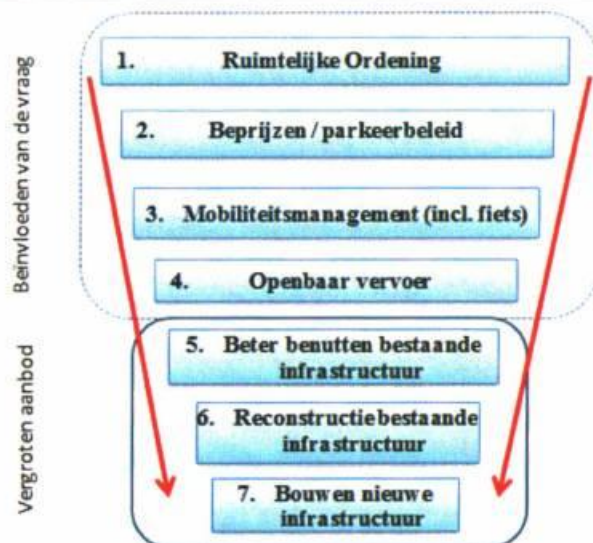 Beïnvloeden van de vraag
1. Ruimtelijke Ordening
2. Beprijzen / parkeerbeleid
3. Mobiliteitsmanagement (incl. fiets)
4. Openbaar vervoer
Vergroten aanbod
5. Beter benutten bestaande
infrastructuur
6. Reconstructie bestaande
infrastructuur
7. Bouwen nieuwe
infrastructuur